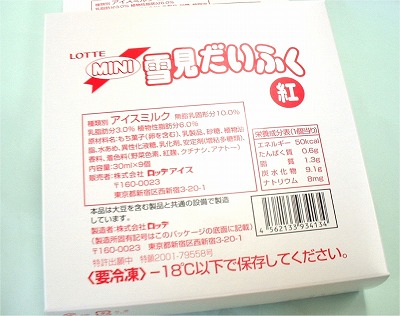 LOTTE
MINI 雪見だいふく
紅
種類別 アイスミルク 無脂乳固形分10.0%
乳脂肪分3.0% 植物性脂肪分6.0%
原材料名:もち菓子(卵を含む)、乳製品、砂糖、植物油
脂、水あめ、異性化液糖、乳化剤、安定剤(増粘多糖類)、
香料、着色料(野菜色素、紅麹、クチナシ、アナトー)
内容量:30ml×9個
販売者:株式会社 ロッテアイス
〒160-0023
東京都新宿区西新宿3-20-1
栄養成分表(1個当り)
エネルギー 50kcal
たんぱく質 0.6g
脂質 1.3g
炭水化物 9.1g
ナトリウム 8mg
本品は大豆を含む製品と共通の設備で製造
しています。
製造者:株式会社 ロッテ
(製造所固有記号はこのパッケージの底面に記載)
〒160-0023 東京都新宿区西新宿3-20-1
特許出願中 特願2001-79558号
4562133934134
〈要冷凍〉-18℃以下で保存してください。